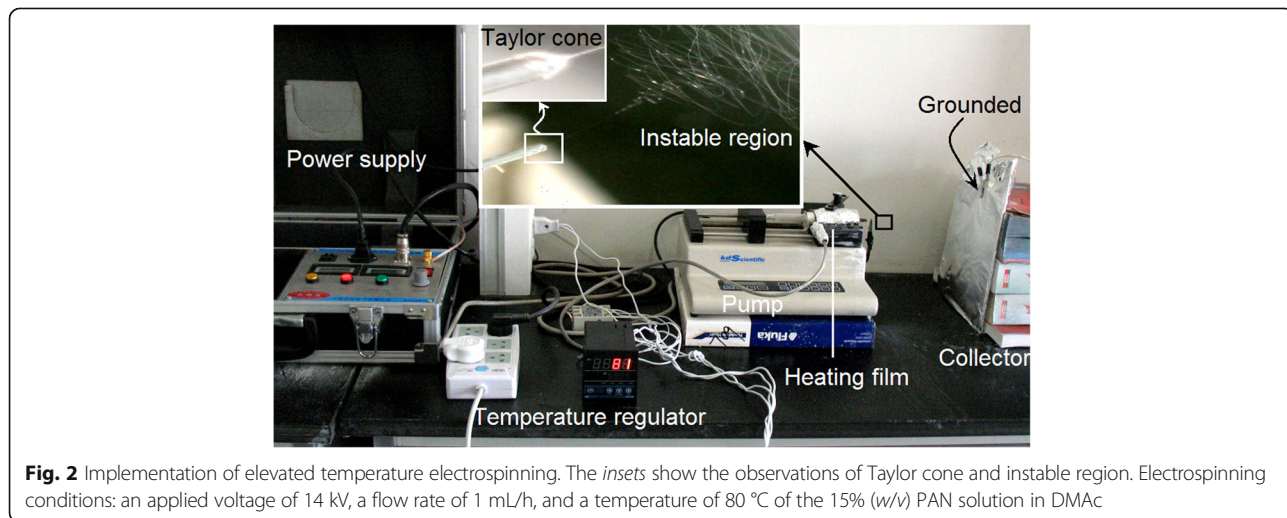 Taylor cone
Grounded
Power supply
Instable region
kdScientific
Pump
Fluka
Collector
Heating film
81
Temperature regulator
Fig. 2 Implementation of elevated temperature electrospinning. The insets show the observations of Taylor cone and instable region. Electrospinning
conditions: an applied voltage of 14 kV, a flow rate of 1 mL/h, and a temperature of 80 °C of the 15% (w/v) PAN solution in DMAc